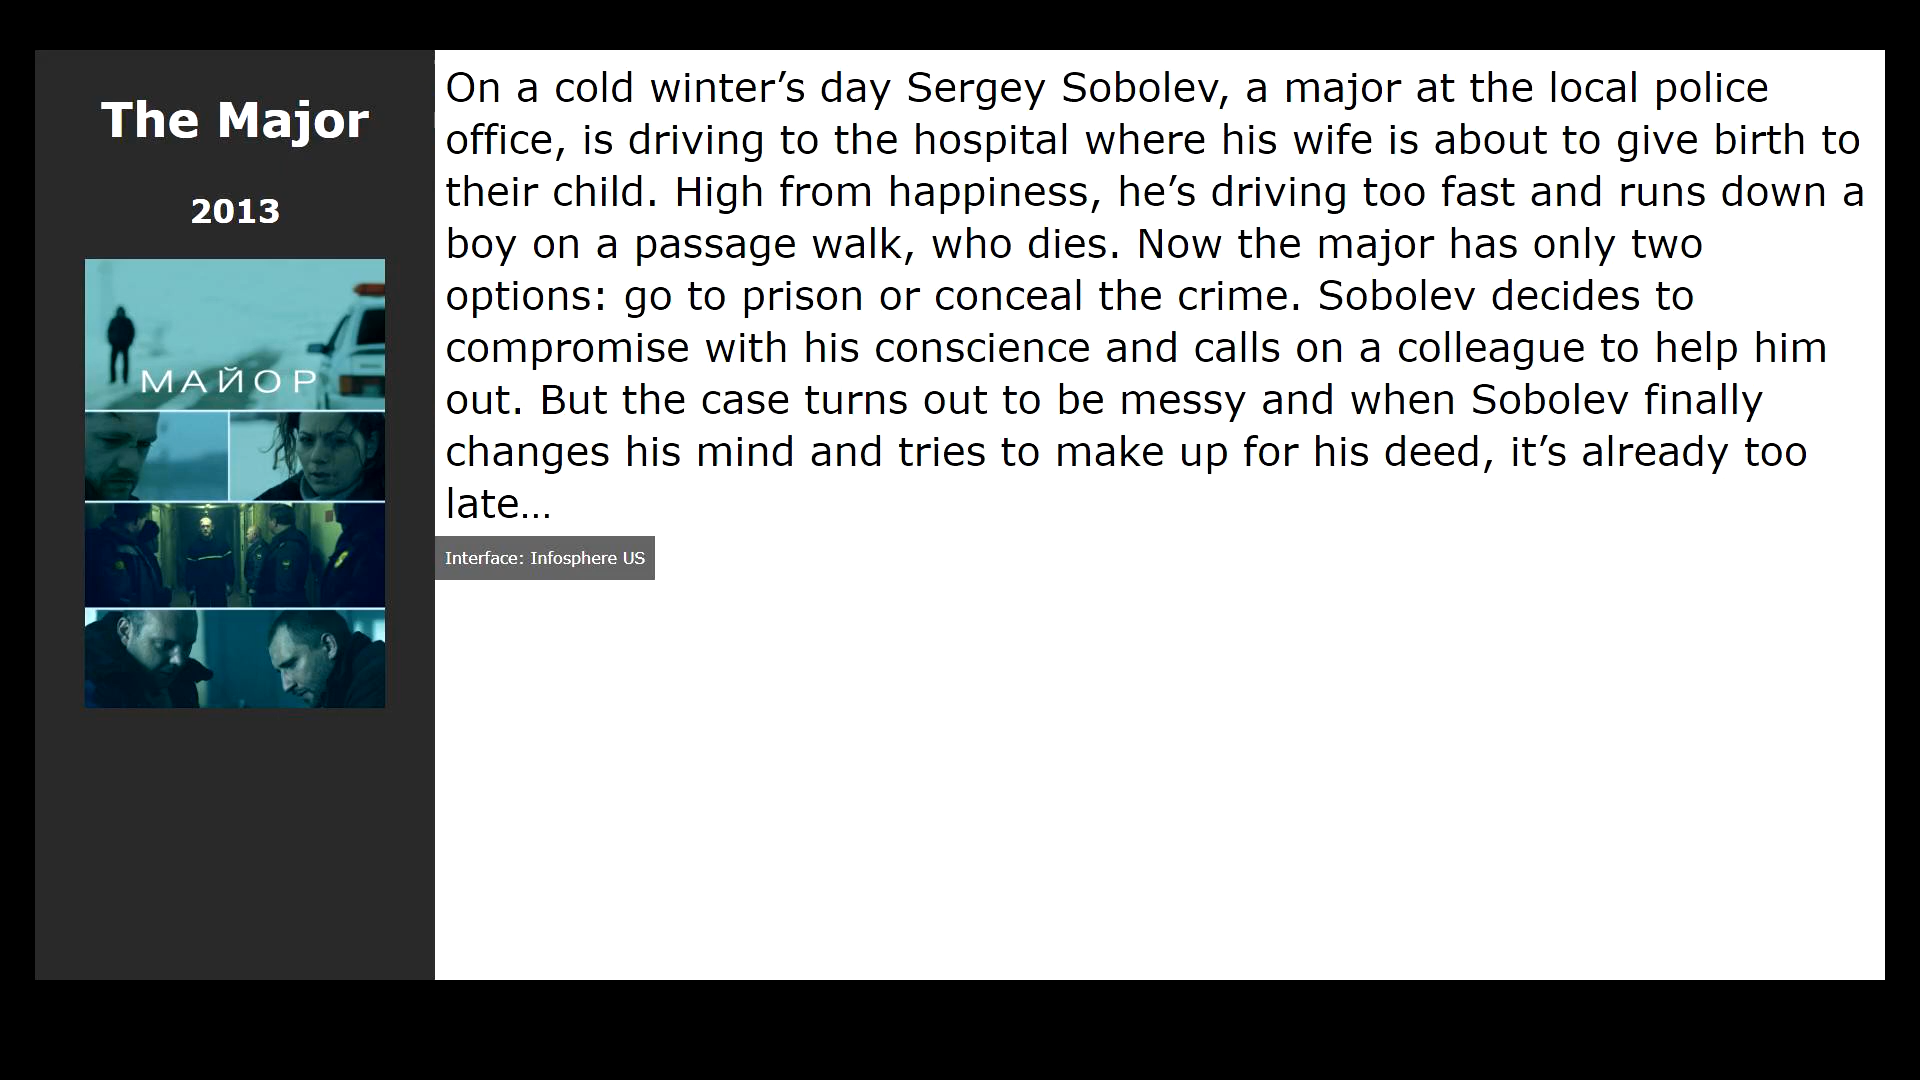 The Major
2013
МАЙОР
On a cold winter’s day Sergey Sobolev, a major at the local police
office, is driving to the hospital where his wife is about to give birth to
their child. High from happiness, he’s driving too fast and runs down a
boy on a passage walk, who dies. Now the major has only two
options: go to prison or conceal the crime. Sobolev decides to
compromise with his conscience and calls on a colleague to help him
out. But the case turns out to be messy and when Sobolev finally
changes his mind and tries to make up for his deed, it’s already too
late…
Interface: Infosphere US